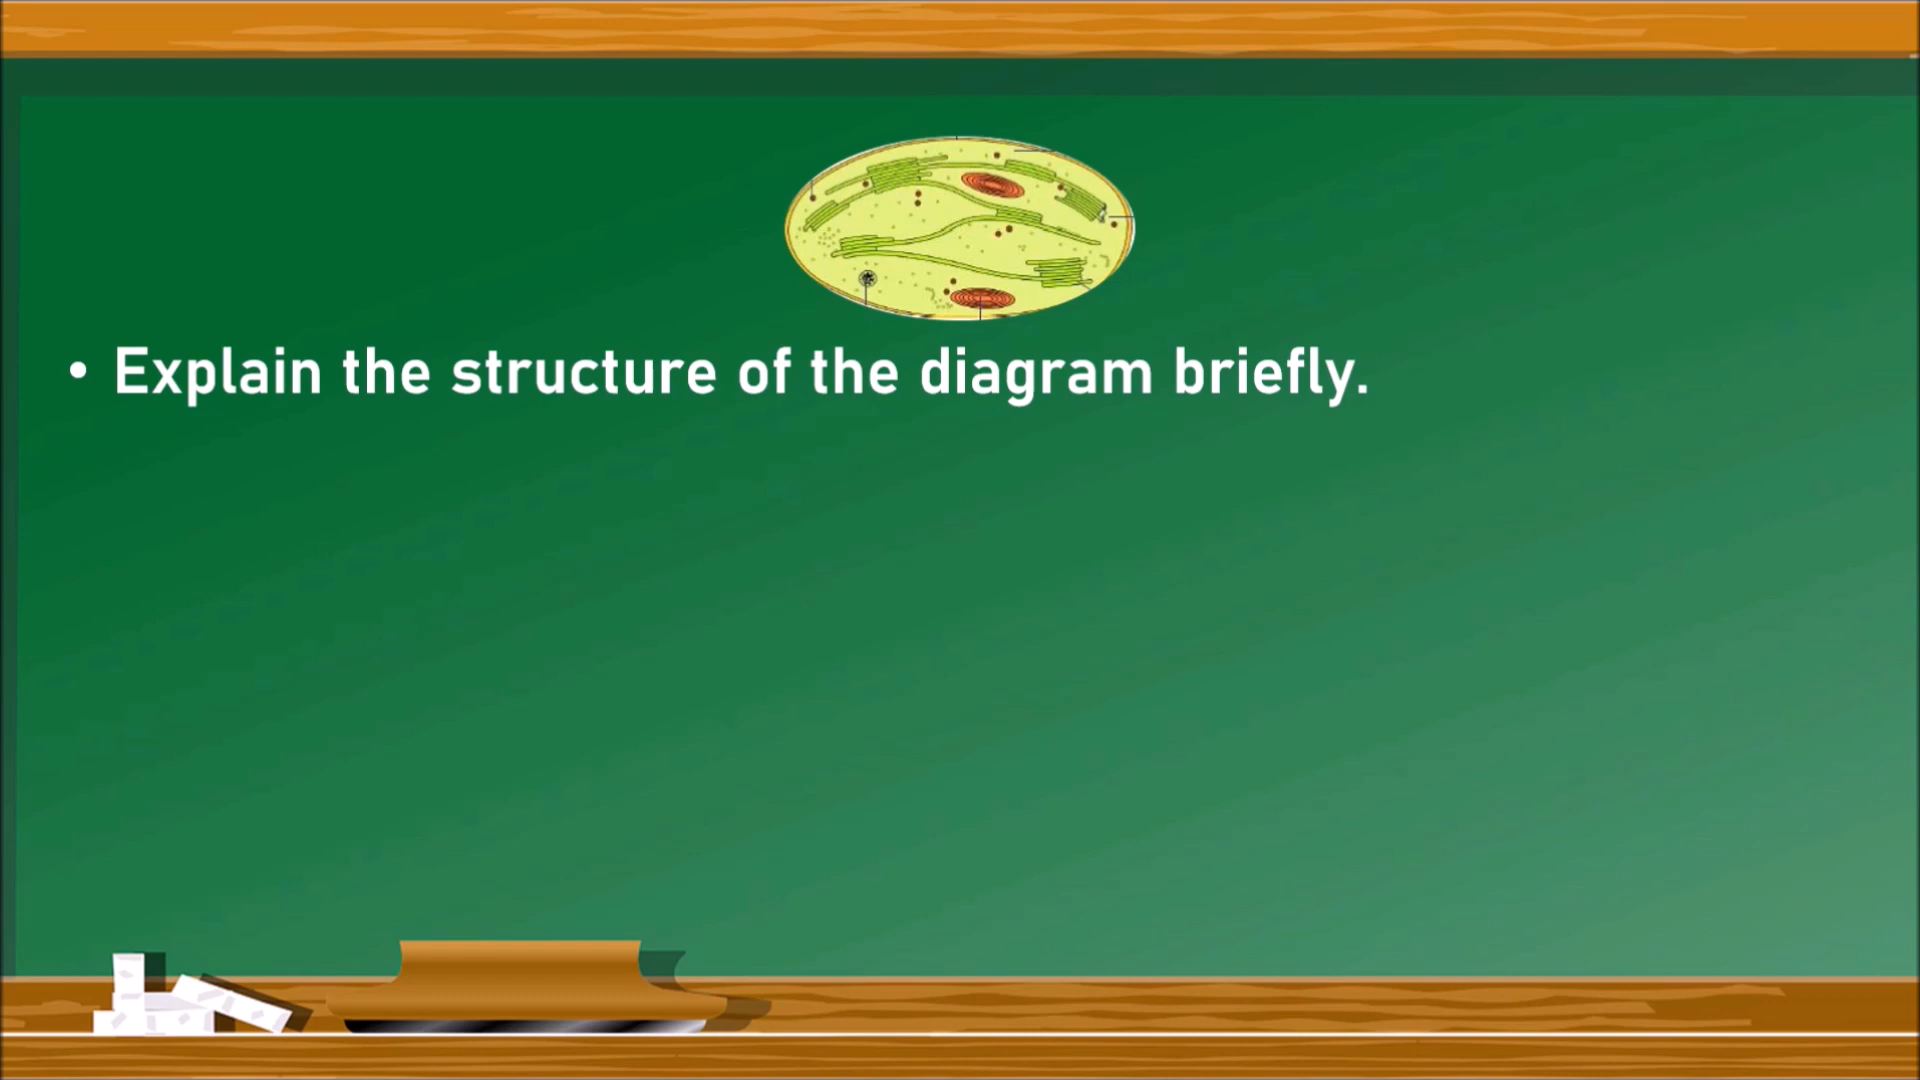 • Explain the structure of the diagram briefly.